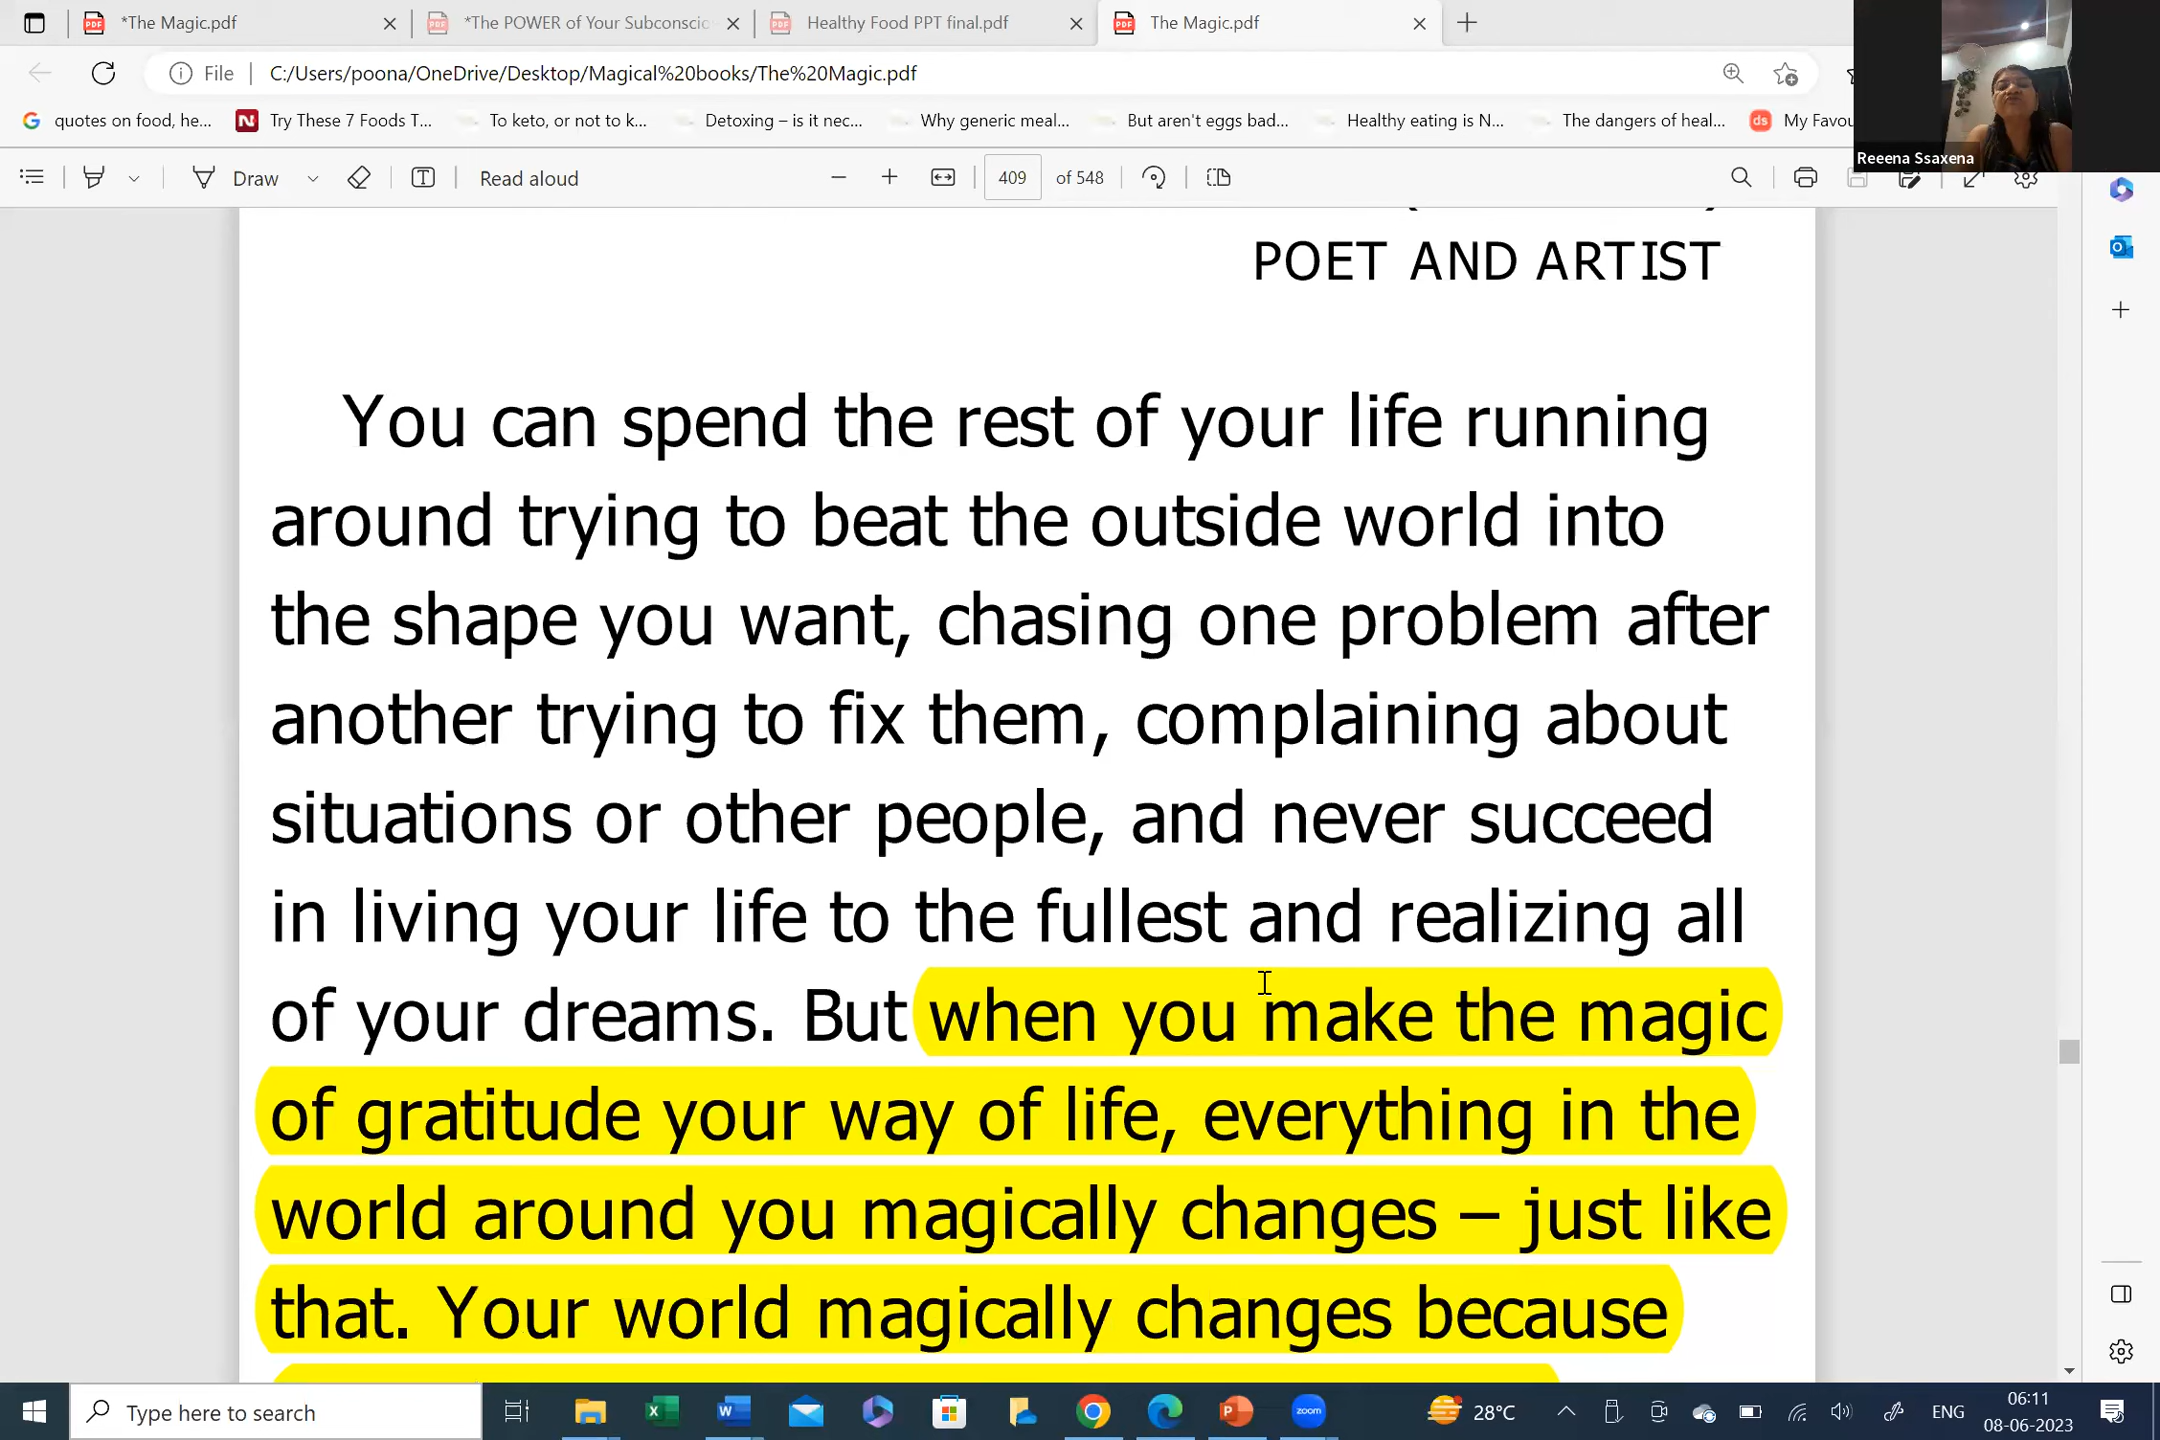 *The Magic.pdf
*The POWER of Your Subconscio
Healthy Food PPT final.pdf
The Magic.pdf
File
C:/Users/poona/OneDrive/Desktop/Magical%20books/The%20Magic.pdf
quotes on food, he...
Try These 7 Foods T...
To keto, or not to k...
Detoxing – is it nec...
Why generic meal...
But aren't eggs bad...
Healthy eating is N...
The dangers of heal...
ds
My Favou
Reeena Ssaxena
Draw
Read aloud
409 of 548
POET AND ARTIST
You can spend the rest of your life running
around trying to beat the outside world into
the shape you want, chasing one problem after
another trying to fix them, complaining about
situations or other people, and never succeed
in living your life to the fullest and realizing all
of your dreams. But when you make the magic
of gratitude your way of life, everything in the
world around you magically changes – just like
that. Your world magically changes because
Type here to search
zoom
28°C
ENG
06:11
08-06-2023